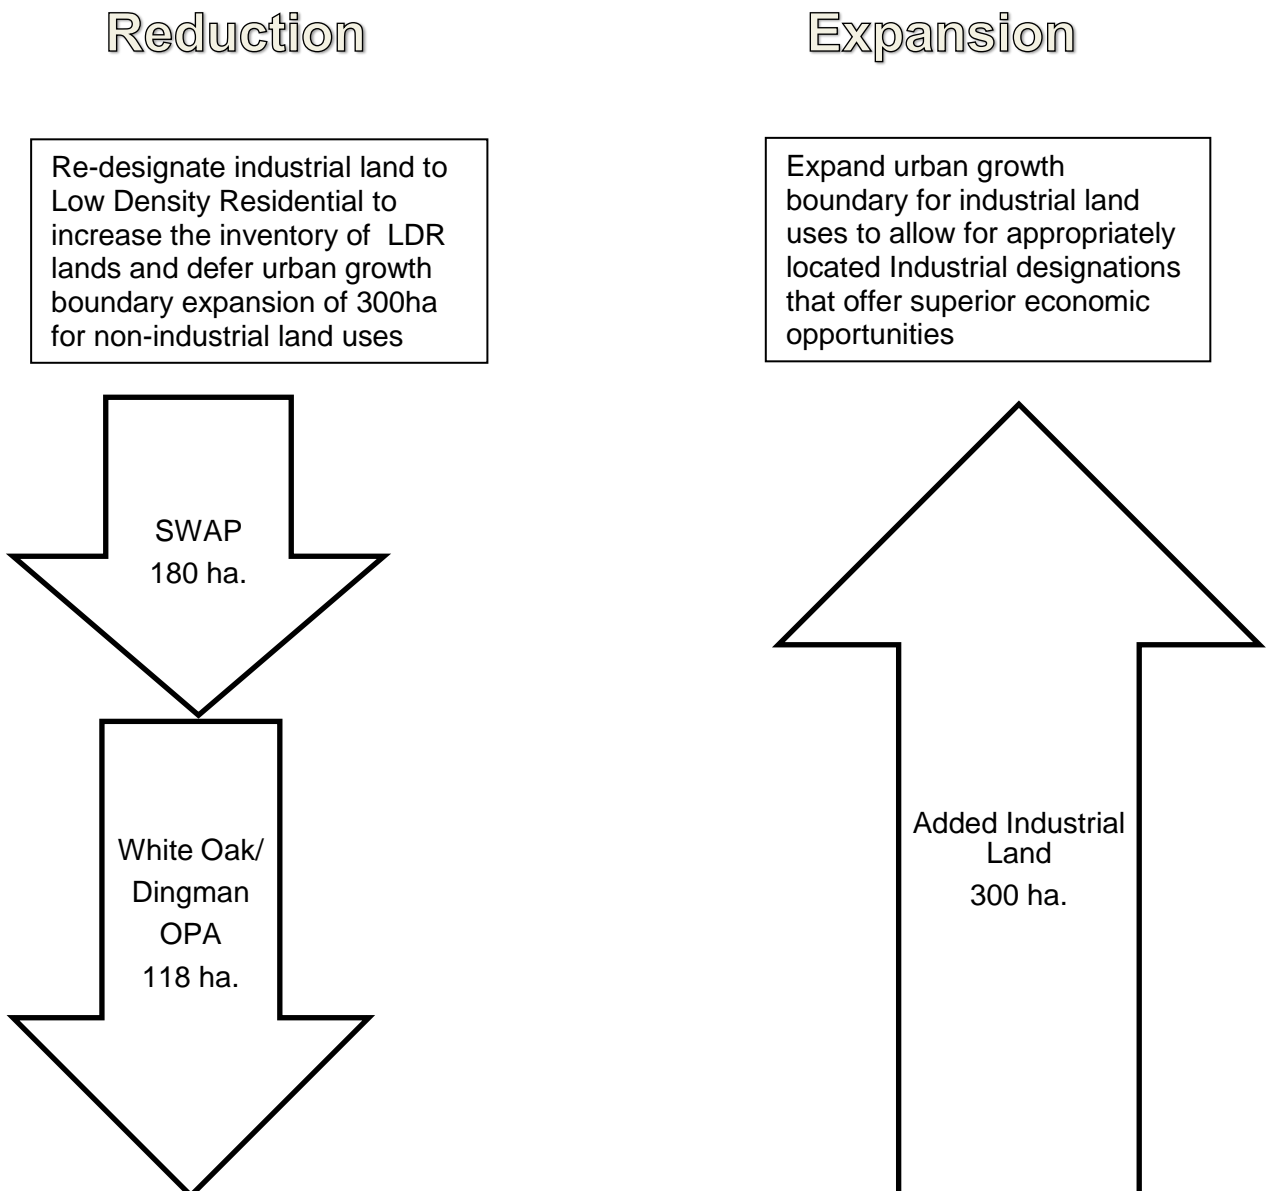 Reduction
Expansion
Re-designate industrial land to
Low Density Residential to
increase the inventory of  LDR
lands and defer urban growth
boundary expansion of 300ha
for non-industrial land uses
Expand urban growth
boundary for industrial land
uses to allow for appropriately
located Industrial designations
that offer superior economic
opportunities
SWAP
180 ha.
White Oak/
Dingman
OPA
118 ha.
Added Industrial
Land
300 ha.